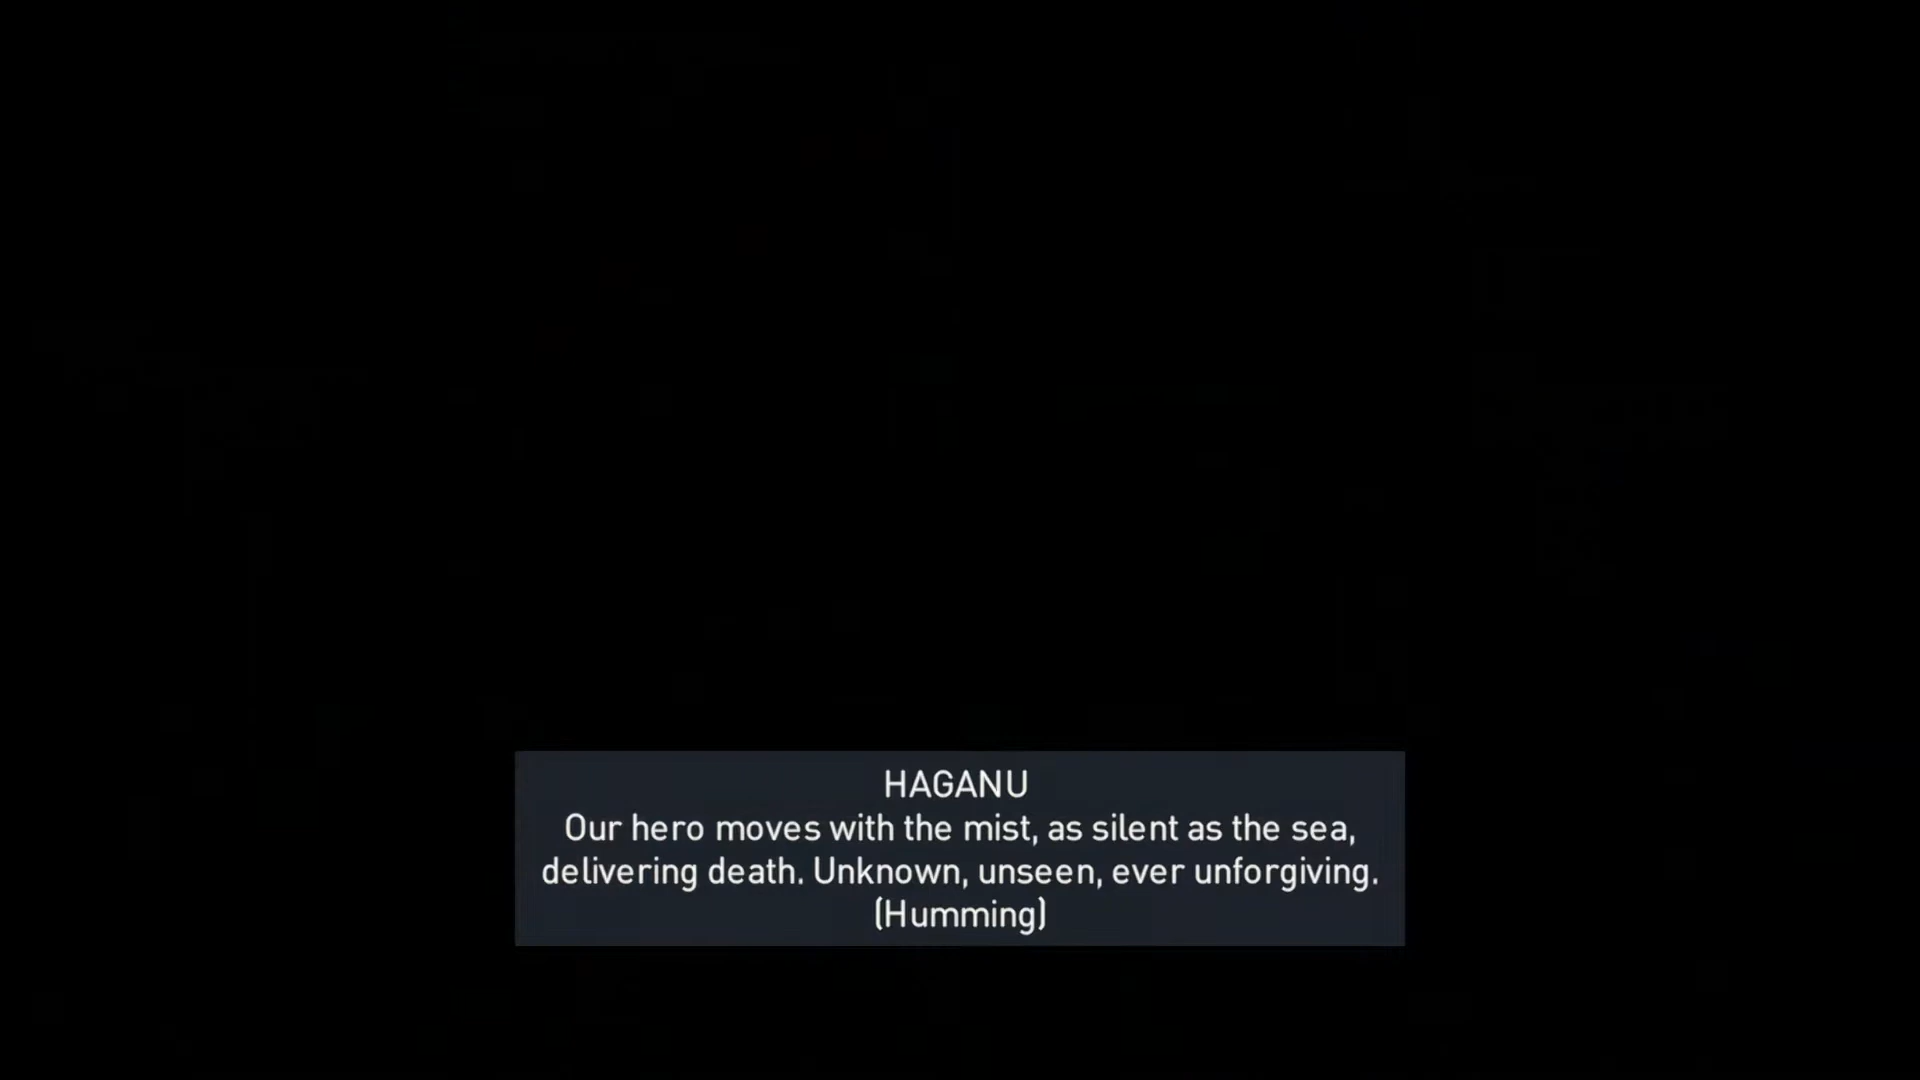 HAGANU
Our hero moves with the mist, as silent as the sea,
delivering death. Unknown, unseen, ever unforgiving.
(Humming)